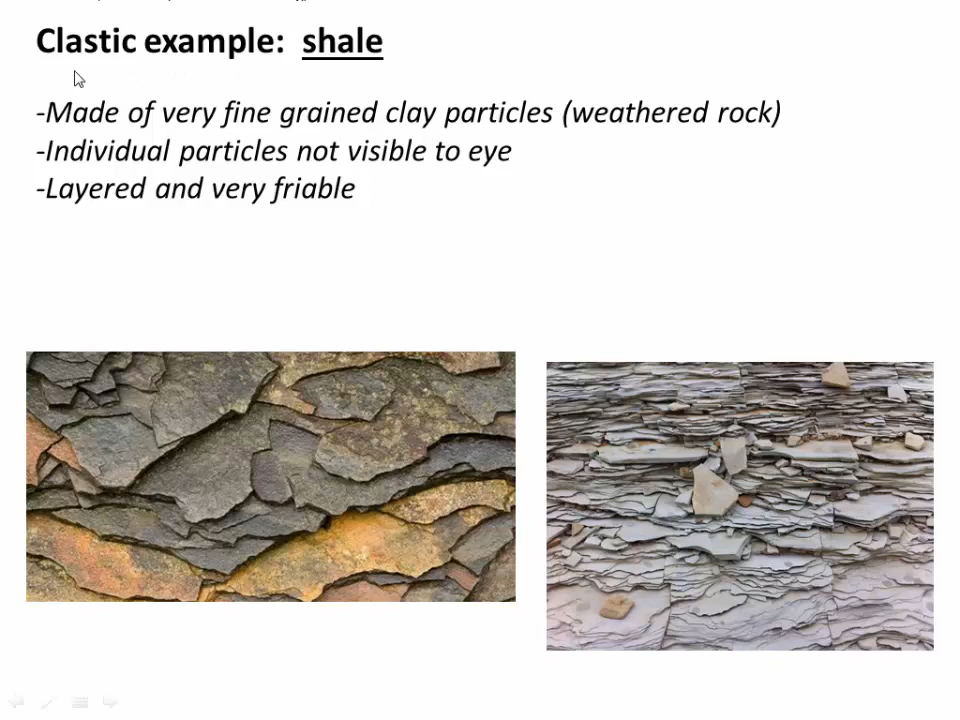 Clastic example: shale
-Made of very fine grained clay particles (weathered rock)
-Individual particles not visible to eye
-Layered and very friable